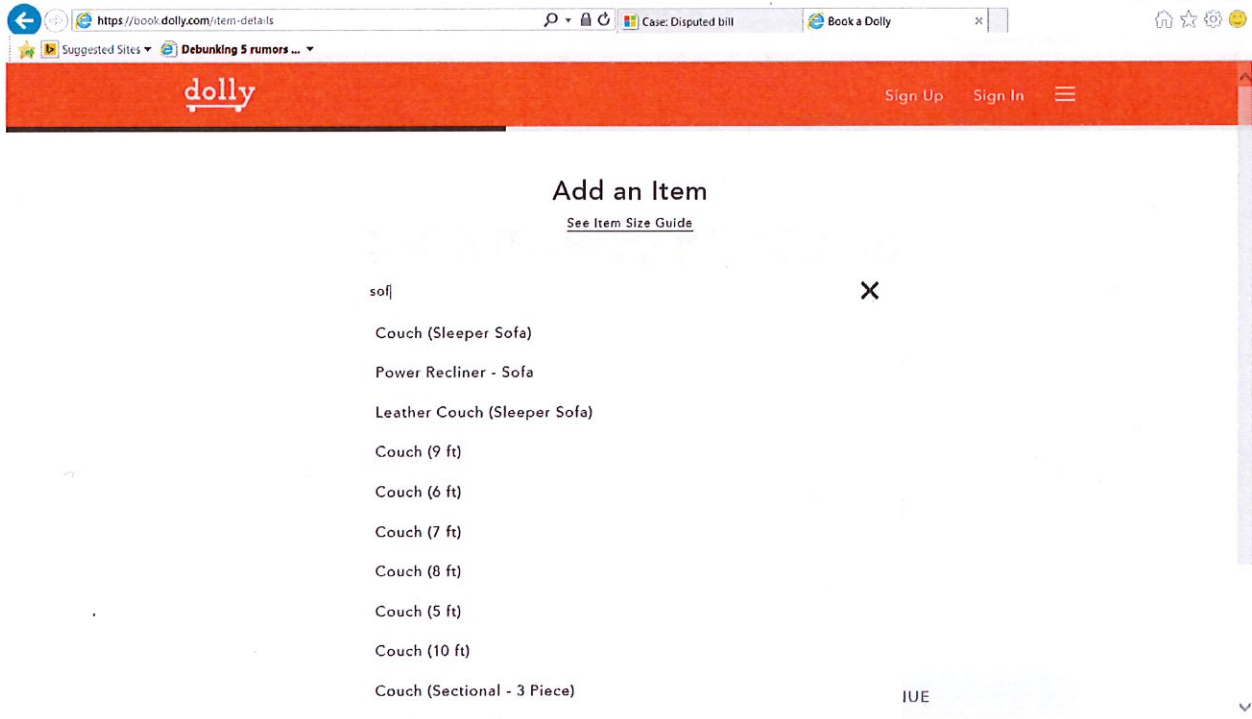 https://book.dolly.com/item-details
Case: Disputed bill
Book a Dolly
Suggested Sites
Debunking 5 rumors ...
dolly
Sign Up
Sign In
Add an Item
See Item Size Guide
sof
Couch (Sleeper Sofa)
Power Recliner - Sofa
Leather Couch (Sleeper Sofa)
Couch (9 ft)
Couch (6 ft)
Couch (7 ft)
Couch (8 ft)
Couch (5 ft)
Couch (10 ft)
Couch (Sectional - 3 Piece)
IUE